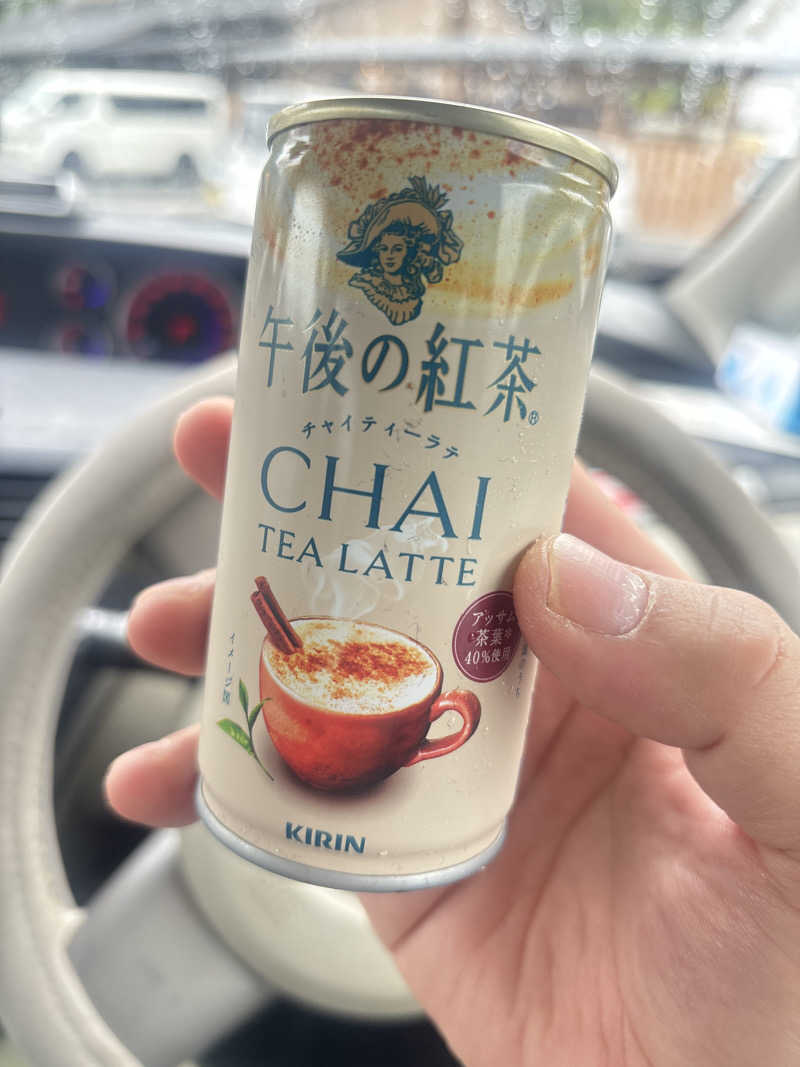 午後の紅茶®
チャイティーラテ
CHAI
TEA LATTE
アッサム
茶葉*
40%使用
イメージ図
KIRIN